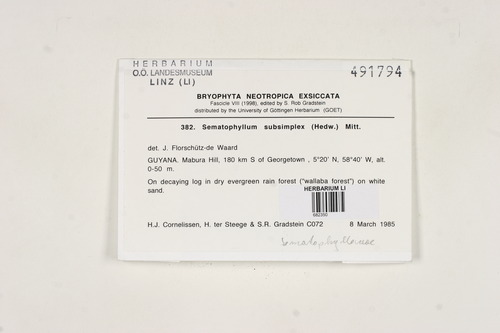 HERBARIUM
O.Ö. LANDESMUSEUM
LINZ (LI)
491794
BRYOPHYTA NEOTROPICA EXSICCATA
Fascicle VIII (1998), edited by S. Rob Gradstein
distributed by the University of Göttingen Herbarium (GOET)
382. Sematophyllum subsimplex (Hedw.) Mitt.
det. J. Florschütz-de Waard
GUYANA. Mabura Hill, 180 km S of Georgetown , 5°20' N, 58°40' W, alt.
0-50 m.
On decaying log in dry evergreen rain forest ("wallaba forest") on white
sand.
HERBARIUM LI
682350
H.J. Cornelissen, H. ter Steege & S.R. Gradstein C072
8 March 1985
Sematophyllaceae